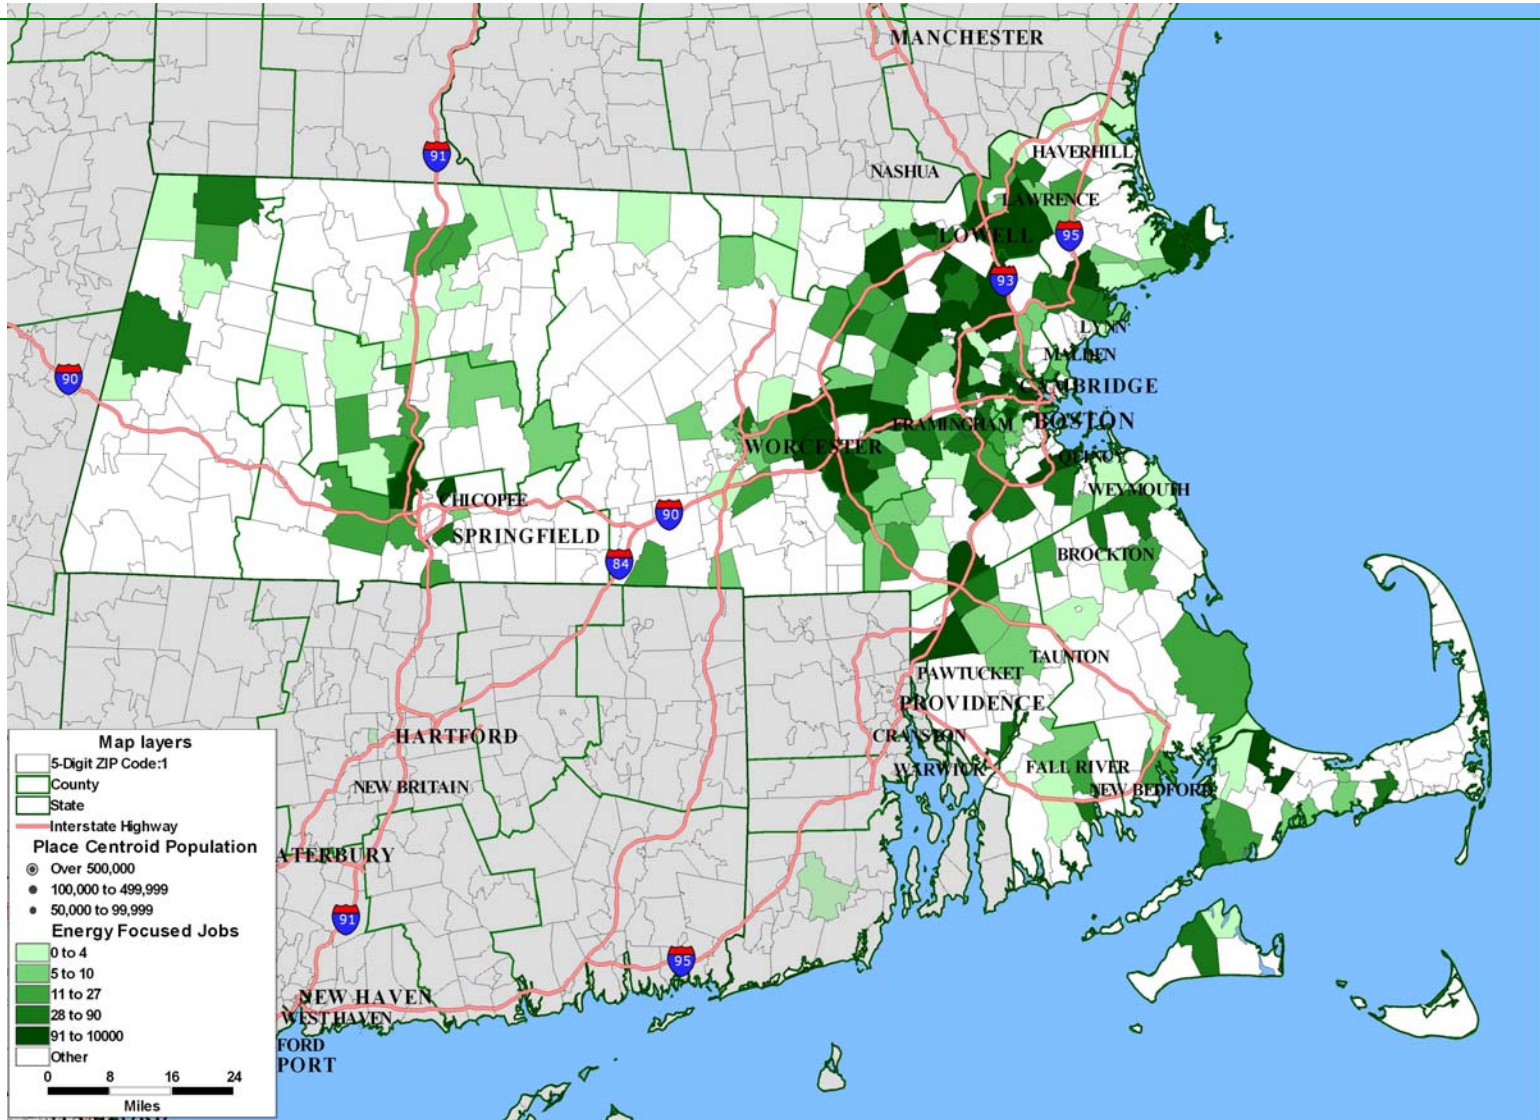 MANCHESTER
91
HAVERHILL
NASHUA
LAWRENCE
LOWELL
95
93
LYNN
MALDEN
90
CAMBRIDGE
BOSTON
FRAMINGHAM
WORCESTER
QUINCY
WEYMOUTH
CHICOPEE
90
SPRINGFIELD
BROCKTON
84
TAUNTON
PAWTUCKET
PROVIDENCE
HARTFORD
CRANSTON
WARWICK
FALL RIVER
NEW BRITAIN
NEW BEDFORD
ATERBURY
91
95
NEW HAVEN
WEST HAVEN
FORD
PORT
Map layers
5-Digit ZIP Code:1
County
State
Interstate Highway
Place Centroid Population
Over 500,000
100,000 to 499,999
50,000 to 99,999
Energy Focused Jobs
0 to 4
5 to 10
11 to 27
28 to 90
91 to 10000
Other
0 8 16 24
Miles